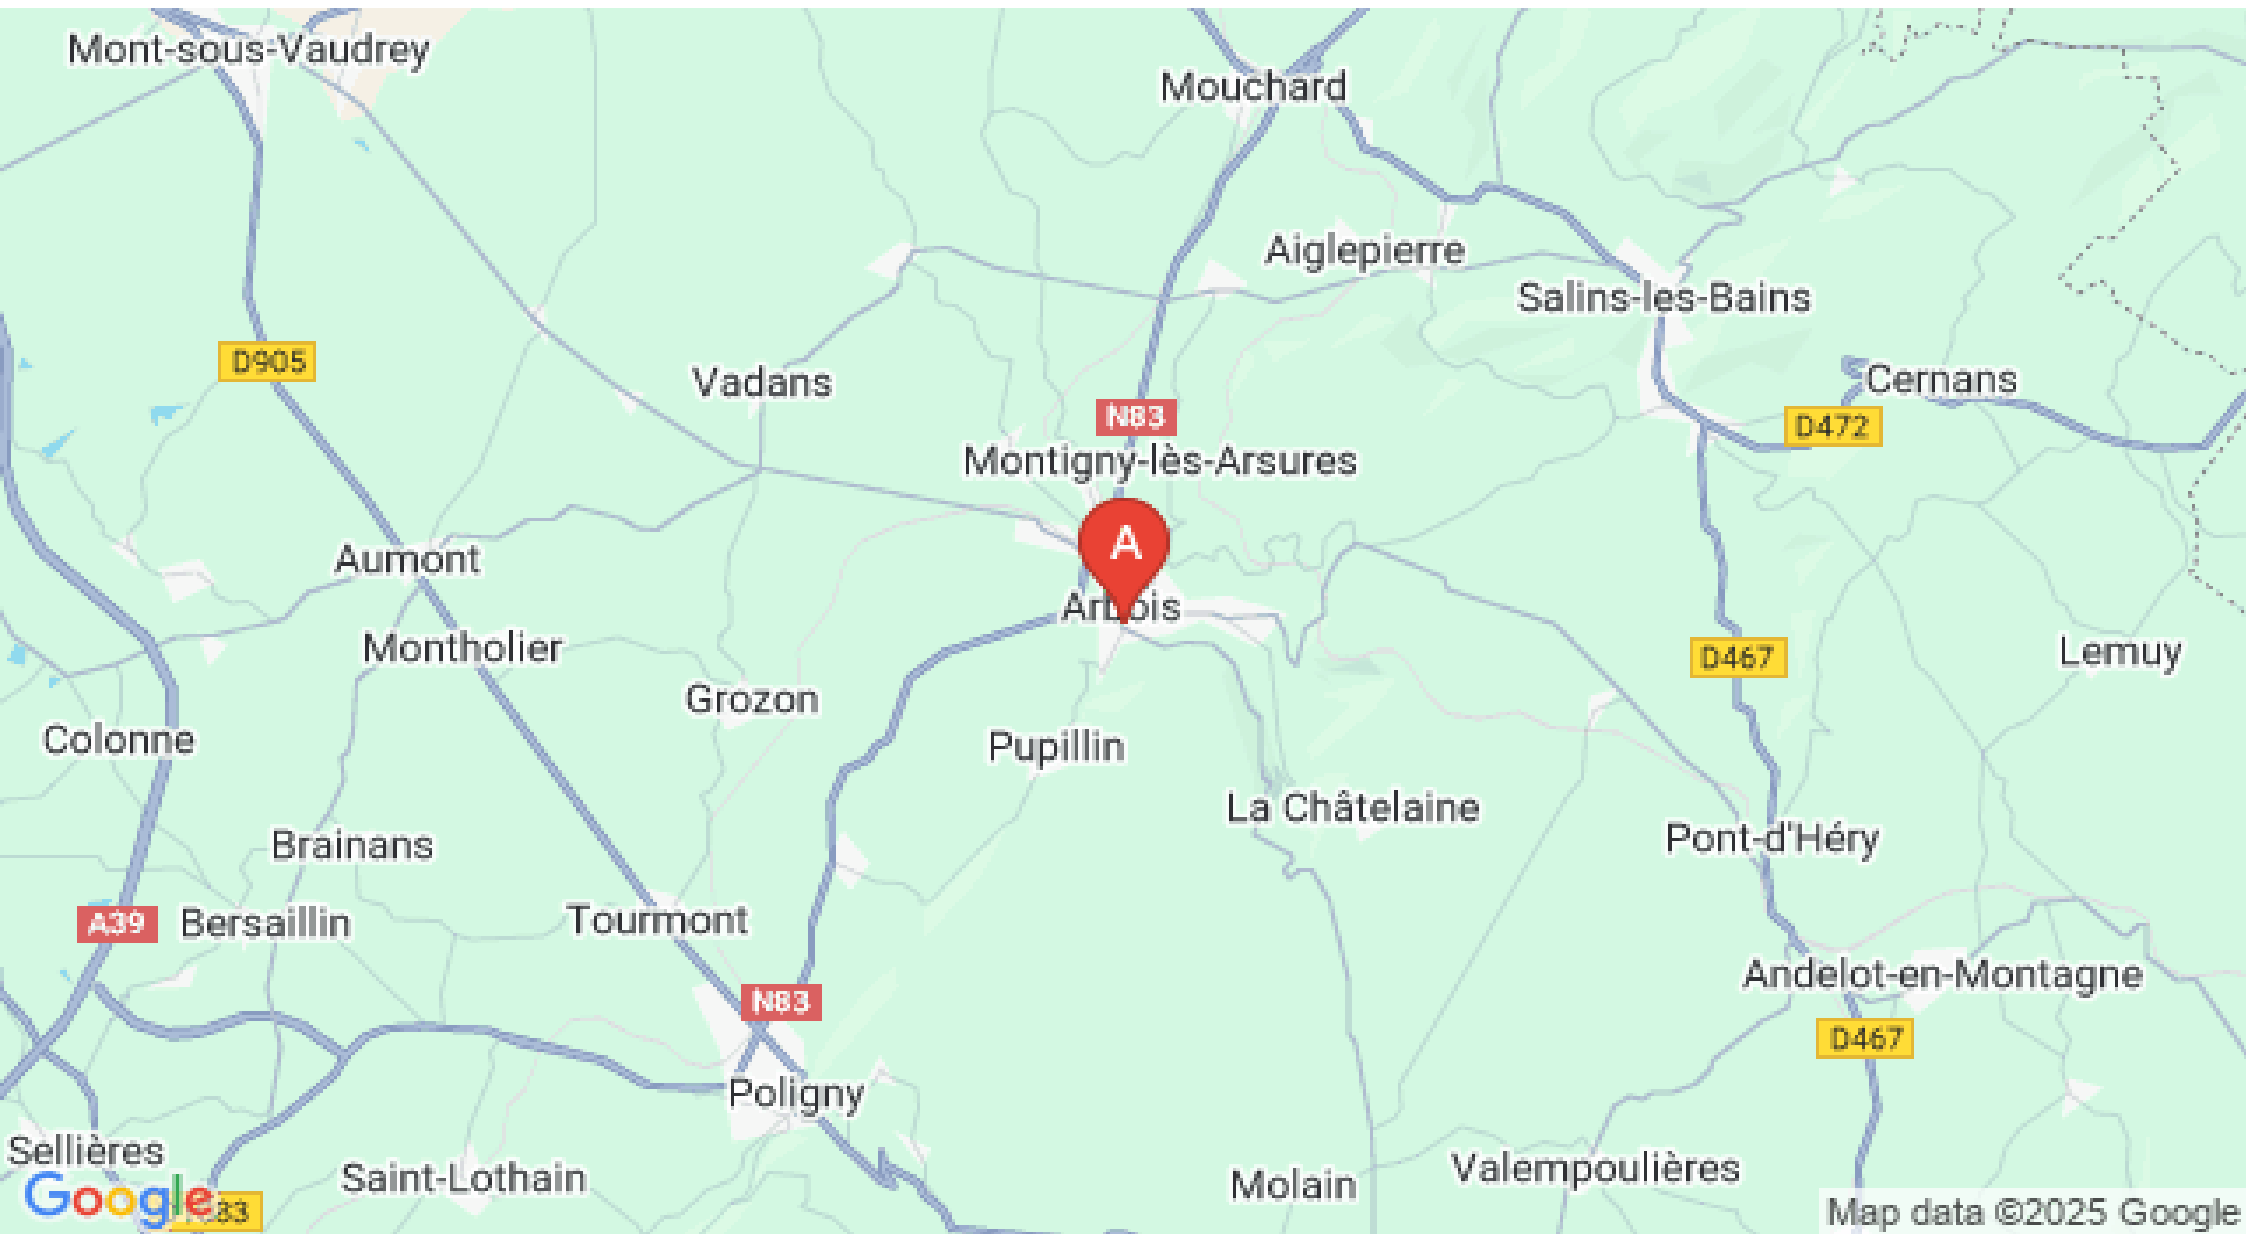 Mont-sous-Vaudrey
Mouchard
Aiglepierre
Salins-les-Bains
D905
Vadans
Cernans
N83
D472
Montigny-lès-Arsures
A
Aumont
Arbois
Montholier
D467
Lemuy
Grozon
Colonne
Pupillin
La Châtelaine
Brainans
Pont-d'Héry
A39
Bersaillin
Tourmont
Andelot-en-Montagne
N83
D467
Poligny
Sellières
Saint-Lothain
Molain
Valempoulières
Google
Map data ©2025 Google